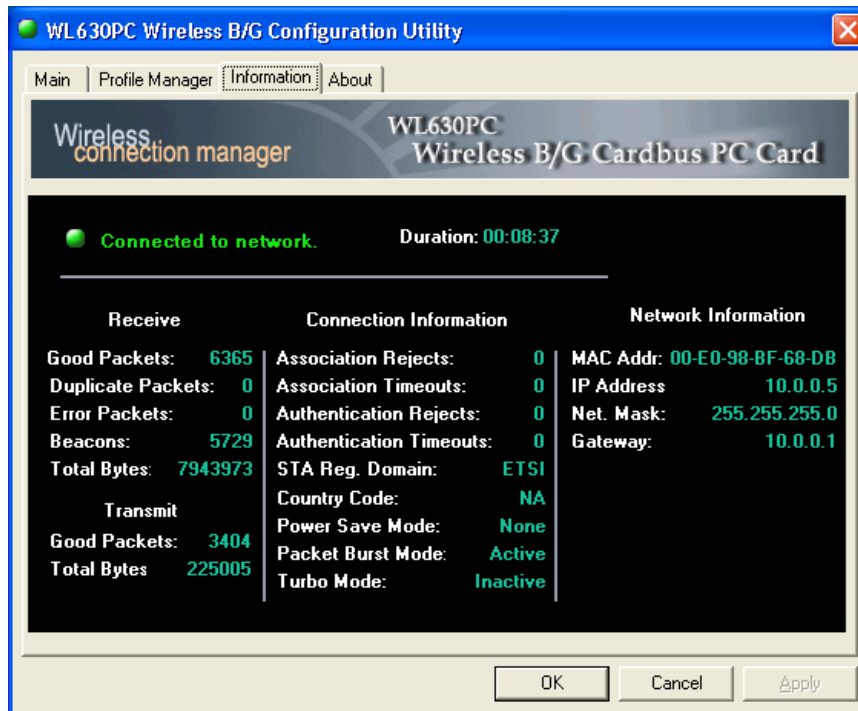 WL630PC Wireless B/G Configuration Utility
Main
Profile Manager
Information
About
Wireless
connection manager
WL630PC
Wireless B/G Cardbus PC Card
Connected to network.
Duration: 00:08:37
Receive
Good Packets: 6365
Duplicate Packets: 0
Error Packets: 0
Beacons: 5729
Total Bytes: 7943973
Transmit
Good Packets: 3404
Total Bytes 225005
Connection Information
Association Rejects: 0
Association Timeouts: 0
Authentication Rejects: 0
Authentication Timeouts: 0
STA Reg. Domain: ETSI
Country Code: NA
Power Save Mode: None
Packet Burst Mode: Active
Turbo Mode: Inactive
Network Information
MAC Addr: 00-E0-98-BF-68-DB
IP Address 10.0.0.5
Net. Mask: 255.255.255.0
Gateway: 10.0.0.1
OK
Cancel
Apply